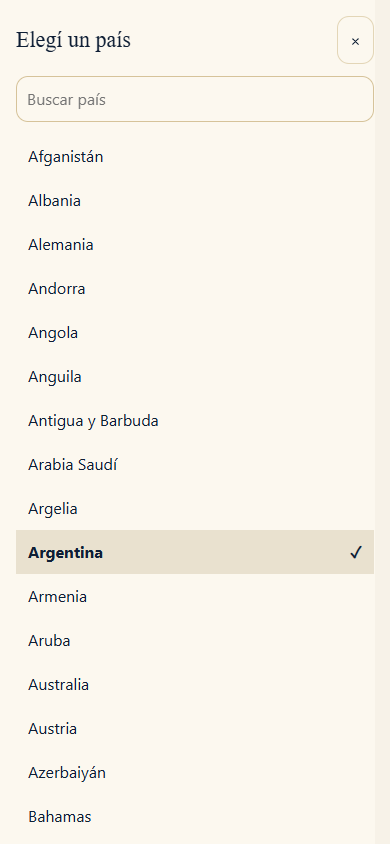 Elegí un país
×
Buscar país
Afganistán
Albania
Alemania
Andorra
Angola
Anguila
Antigua y Barbuda
Arabia Saudí
Argelia
Argentina ✓
Armenia
Aruba
Australia
Austria
Azerbaiyán
Bahamas